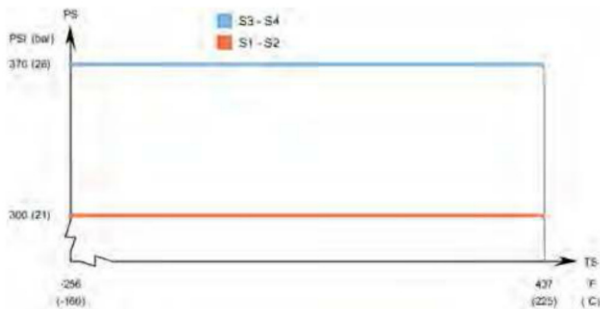 PS
S3 - S4
PSI (bar)
S1 - S2
370 (26)
300 (21)
TS
-256
437
°F
(-160)
(225)
(°C)